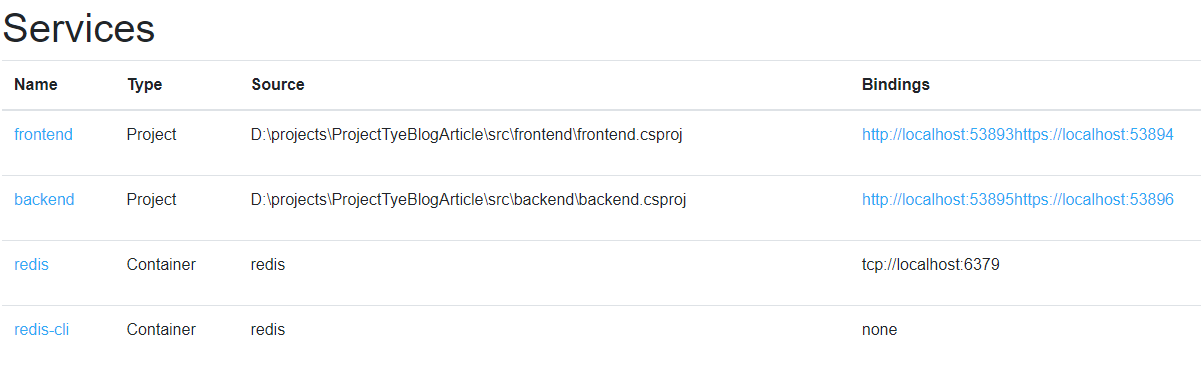 Services
Name Type Source Bindings
frontend Project D:\projects\ProjectTyeBlogArticle\src\frontend\frontend.csproj http://localhost:53893https://localhost:53894
backend Project D:\projects\ProjectTyeBlogArticle\src\backend\backend.csproj http://localhost:53895https://localhost:53896
redis Container redis tcp://localhost:6379
redis-cli Container redis none